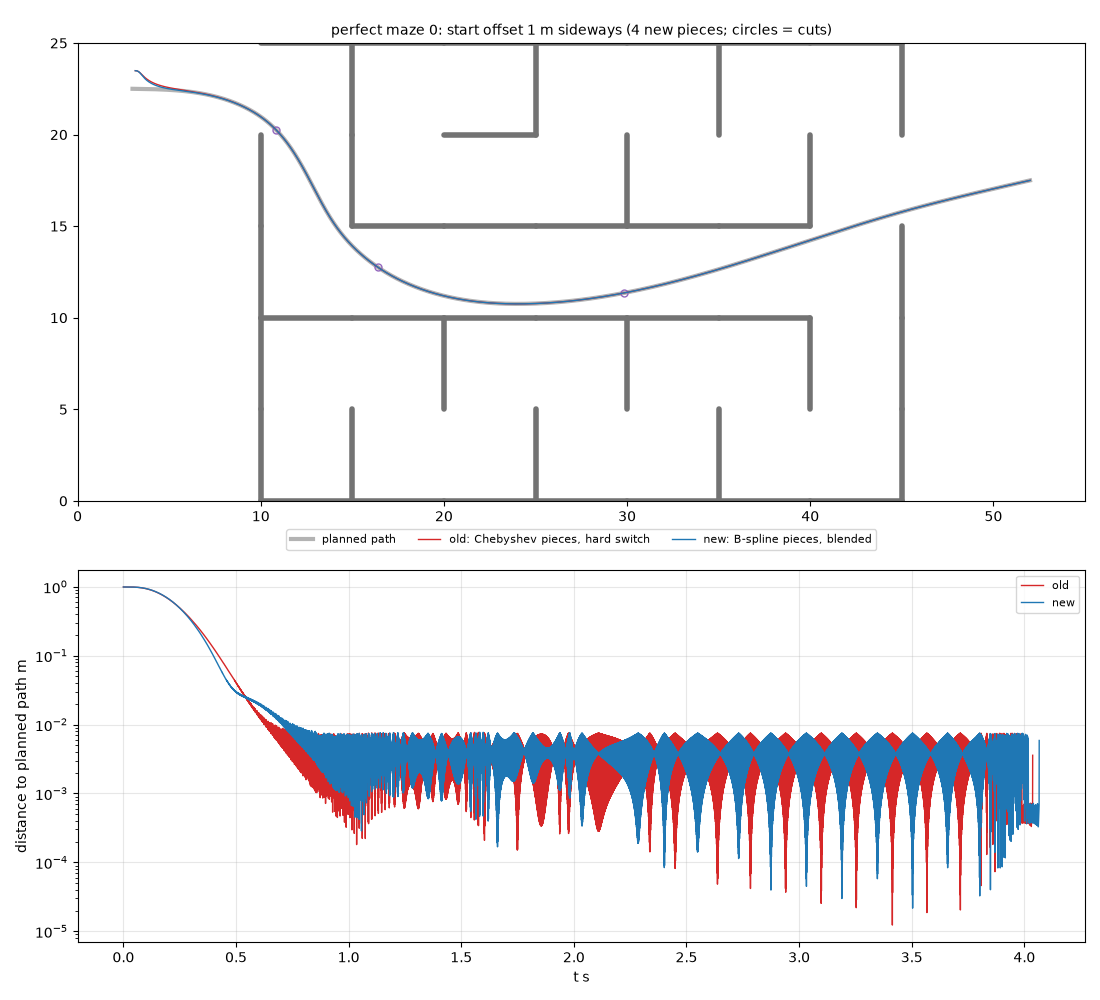 perfect maze 0: start offset 1 m sideways (4 new pieces; circles = cuts)
25
20
15
10
5
0
0 10 20 30 40 50
planned path old: Chebyshev pieces, hard switch new: B-spline pieces, blended
distance to planned path m
10⁰
10⁻¹
10⁻²
10⁻³
10⁻⁴
10⁻⁵
old
new
0.0 0.5 1.0 1.5 2.0 2.5 3.0 3.5 4.0
t s